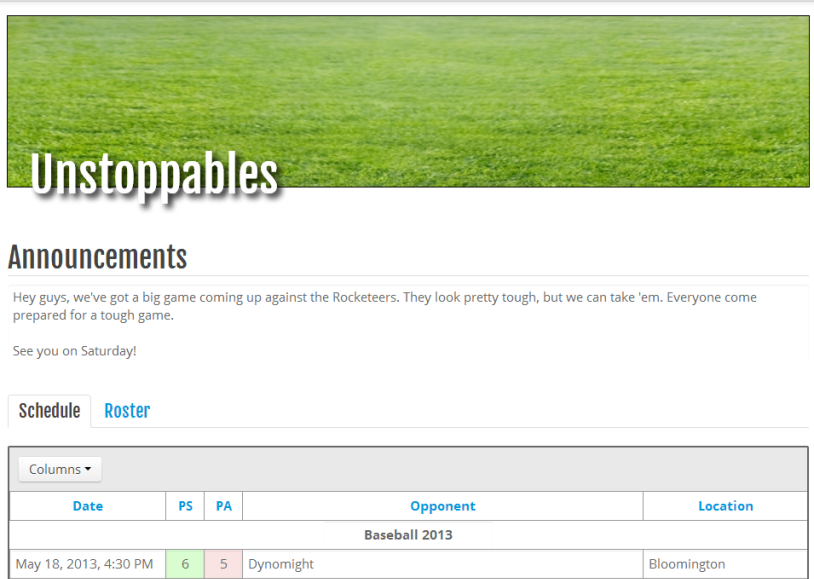 Unstoppables
Announcements
Hey guys, we've got a big game coming up against the Rocketeers. They look pretty tough, but we can take 'em. Everyone come
prepared for a tough game.
See you on Saturday!
Schedule Roster
Columns
Date PS PA Opponent Location
Baseball 2013
May 18, 2013, 4:30 PM 6 5 Dynomight Bloomington